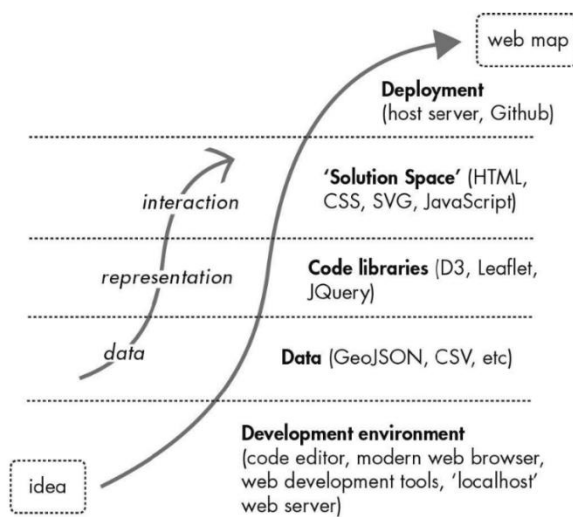 web map
Deployment
(host server, Github)
interaction
‘Solution Space’ (HTML,
CSS, SVG, JavaScript)
representation
Code libraries (D3, Leaflet,
JQuery)
data
Data (GeoJSON, CSV, etc)
Development environment
(code editor, modern web browser,
web development tools, ‘localhost’
web server)
idea